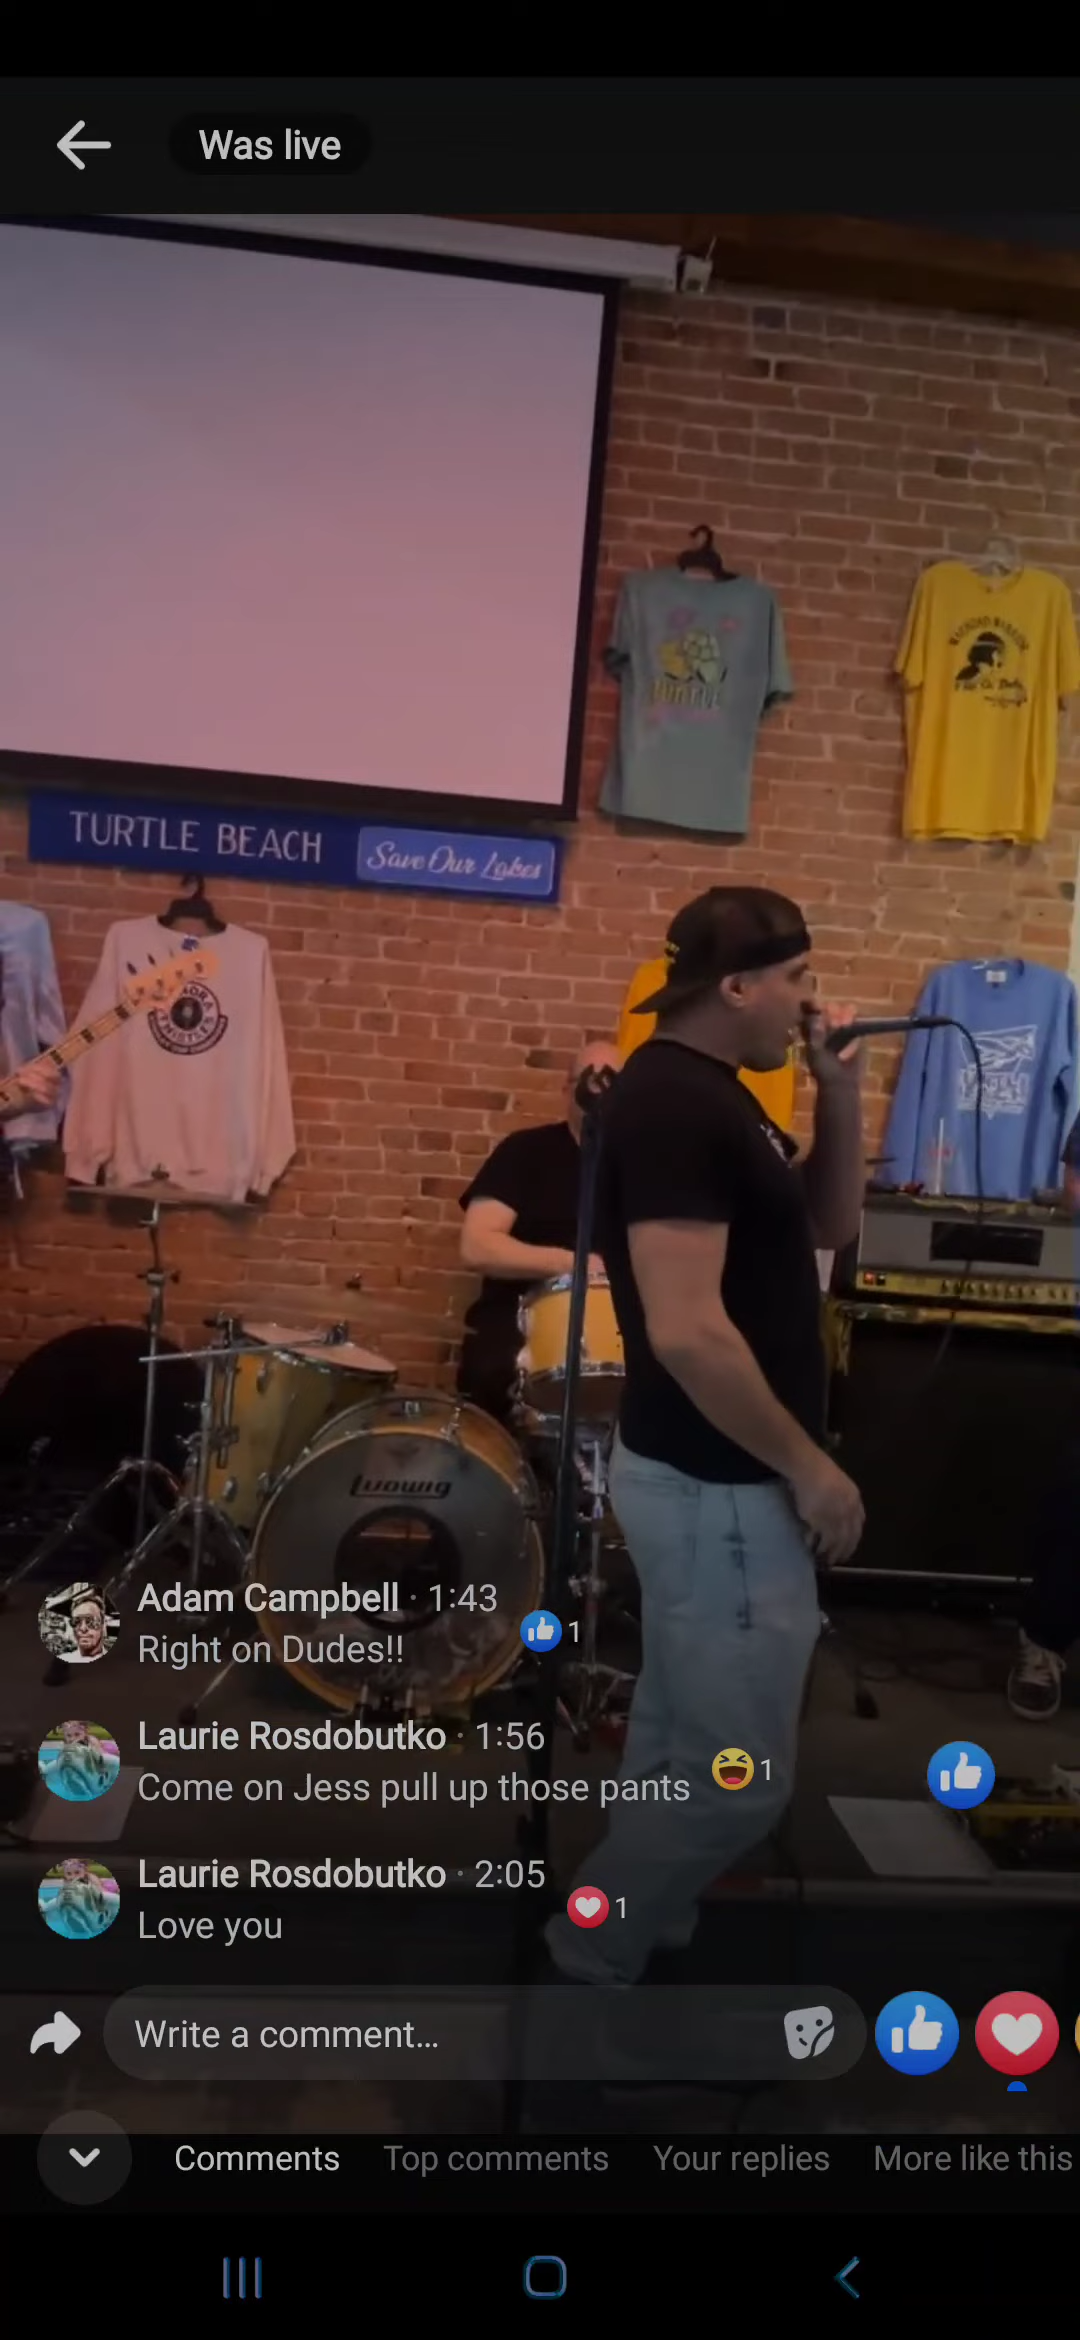 Was live
TURTLE BEACH
Save Our Lakes
TURTLE
Ludwig
Adam Campbell · 1:43
Right on Dudes!!
1
Laurie Rosdobutko · 1:56
Come on Jess pull up those pants
1
Laurie Rosdobutko · 2:05
Love you
1
Write a comment...
Comments
Top comments
Your replies
More like this